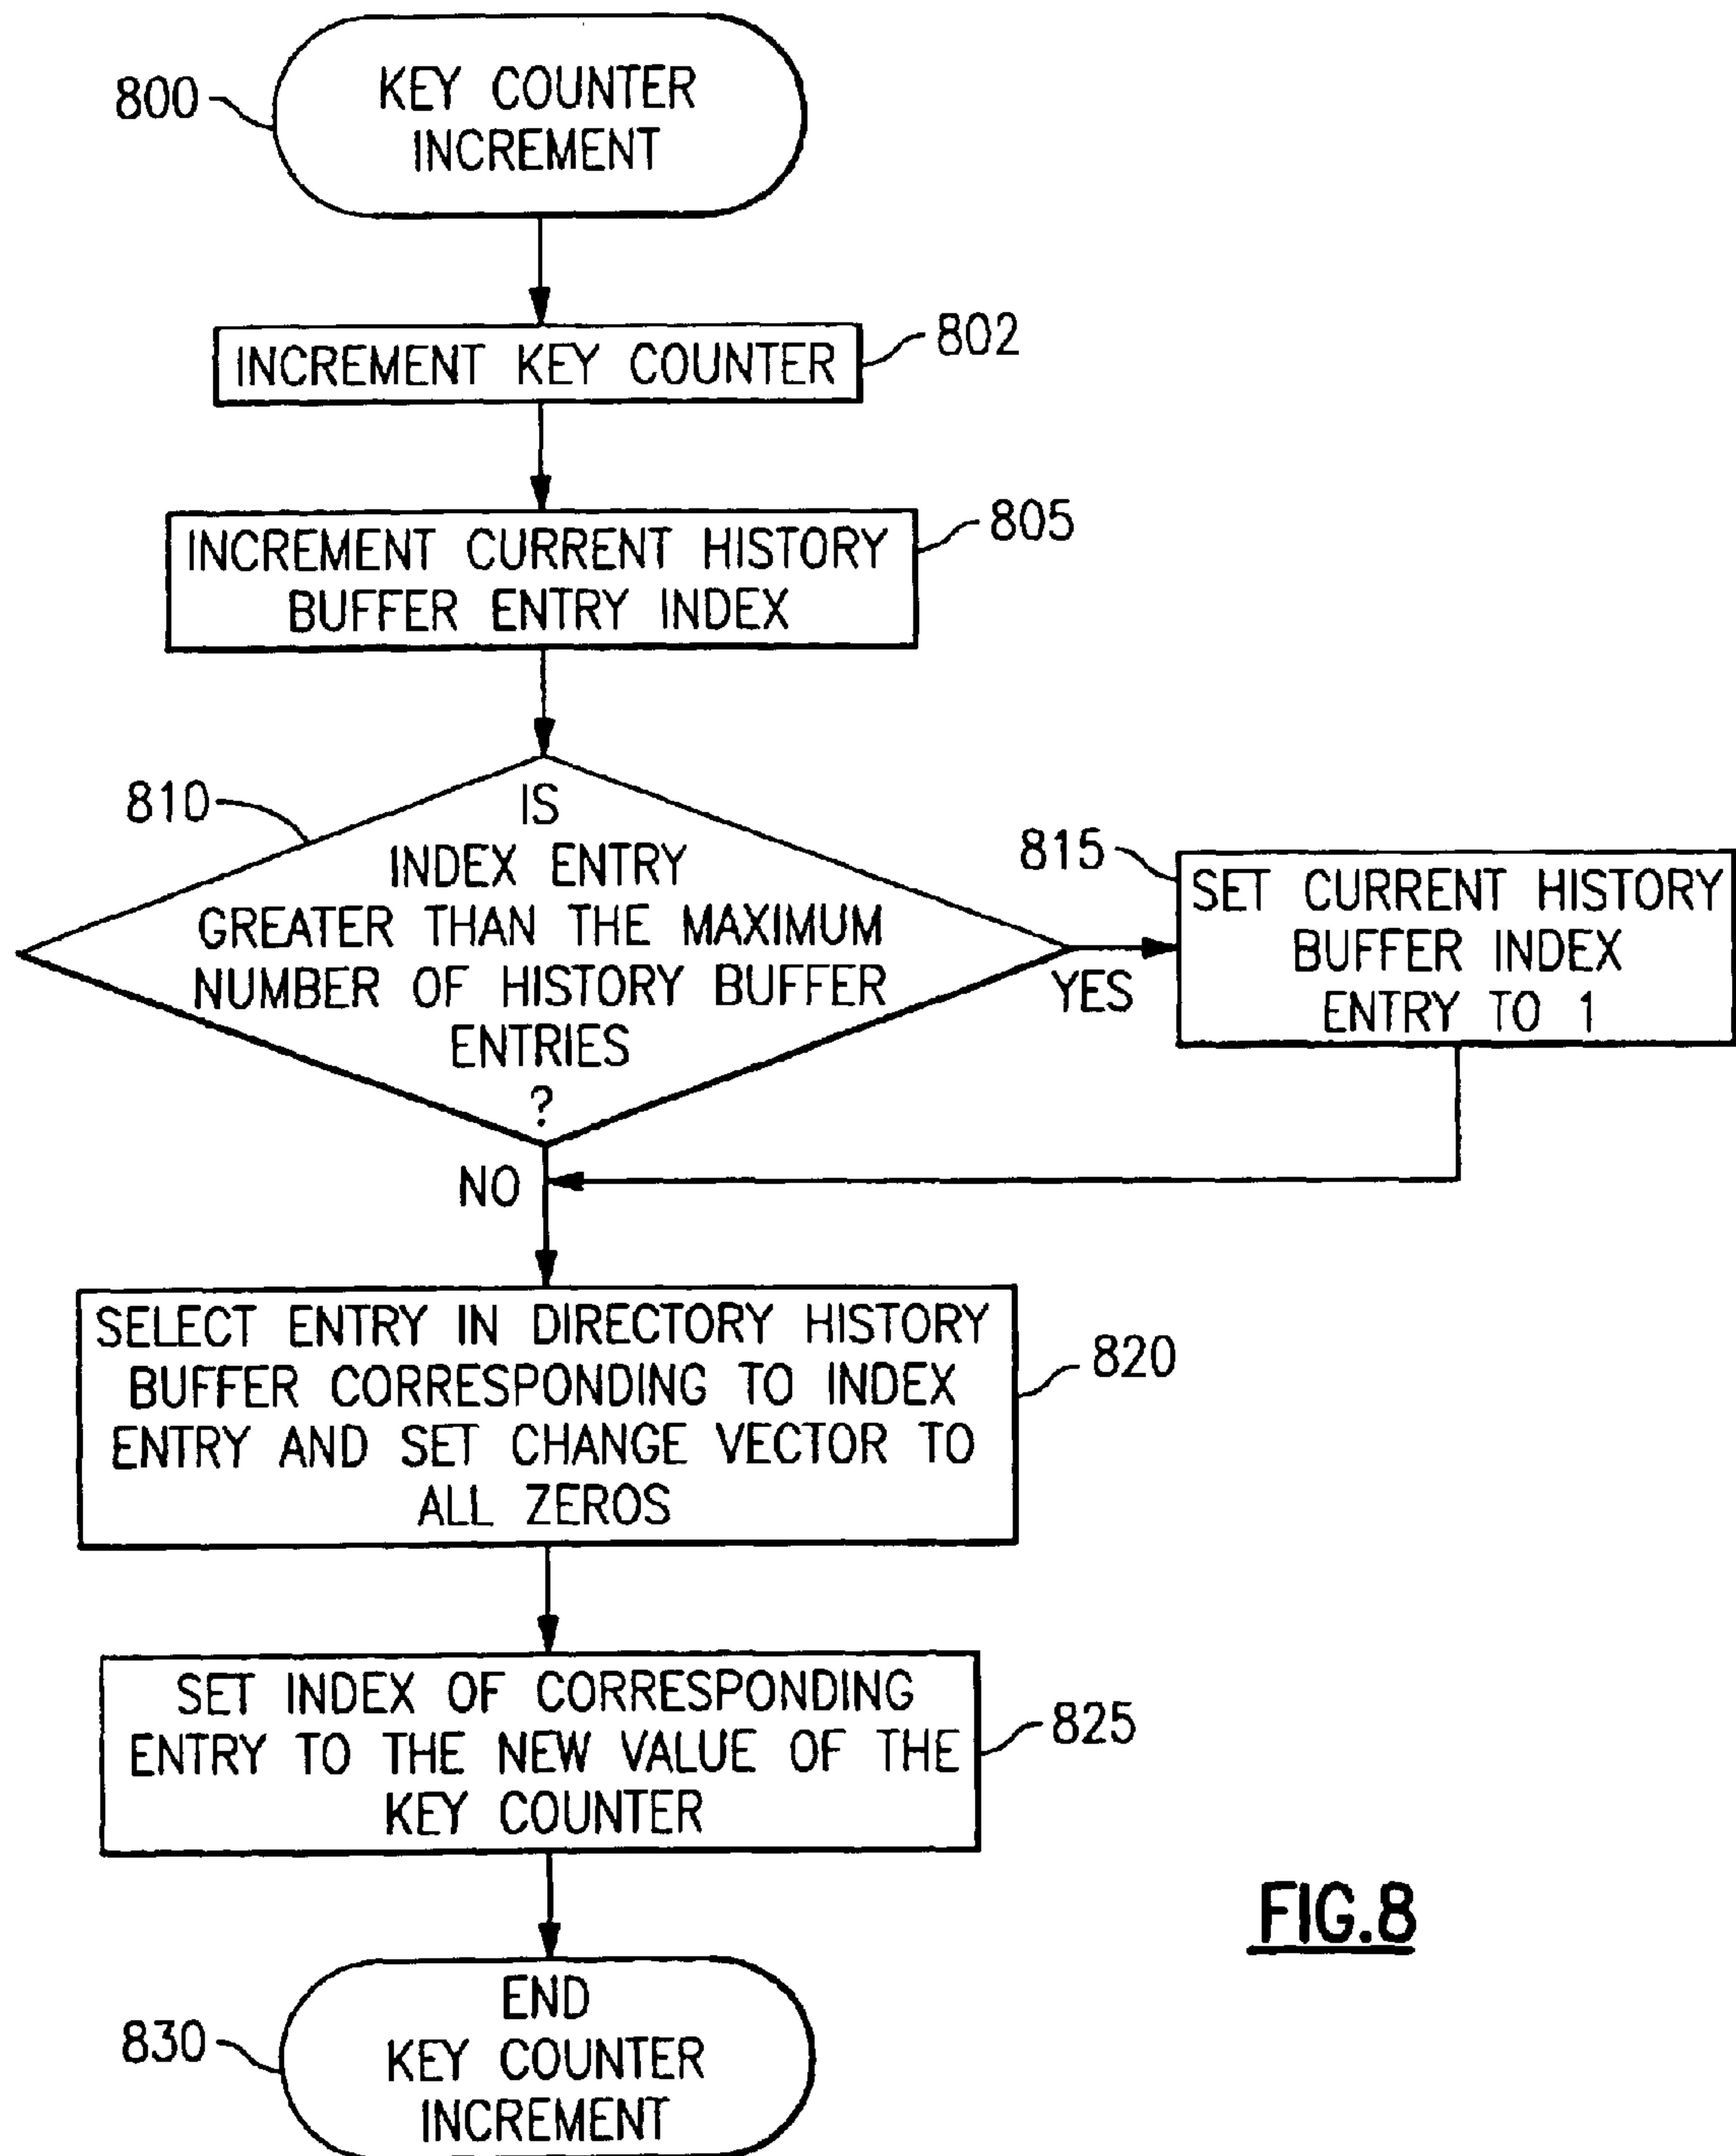 800
KEY COUNTER
INCREMENT
INCREMENT KEY COUNTER
802
INCREMENT CURRENT HISTORY
BUFFER ENTRY INDEX
805
810
IS
INDEX ENTRY
GREATER THAN THE MAXIMUM
NUMBER OF HISTORY BUFFER
ENTRIES
?
YES
815
SET CURRENT HISTORY
BUFFER INDEX
ENTRY TO 1
NO
SELECT ENTRY IN DIRECTORY HISTORY
BUFFER CORRESPONDING TO INDEX
ENTRY AND SET CHANGE VECTOR TO
ALL ZEROS
820
SET INDEX OF CORRESPONDING
ENTRY TO THE NEW VALUE OF THE
KEY COUNTER
825
830
END
KEY COUNTER
INCREMENT
FIG.8